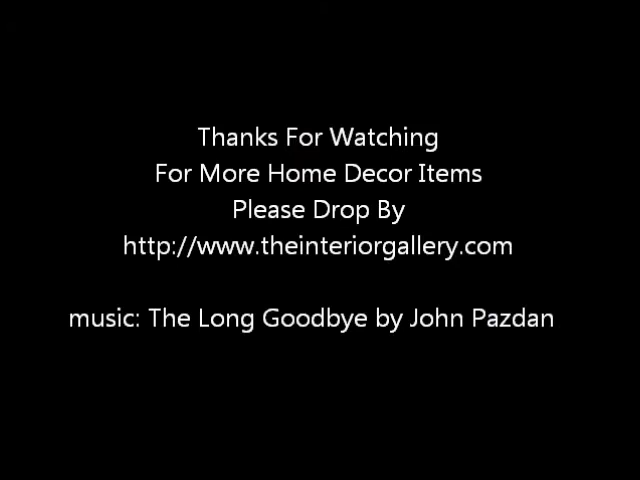 Thanks For Watching
For More Home Decor Items
Please Drop By
http://www.theinteriorgallery.com
music: The Long Goodbye by John Pazdan